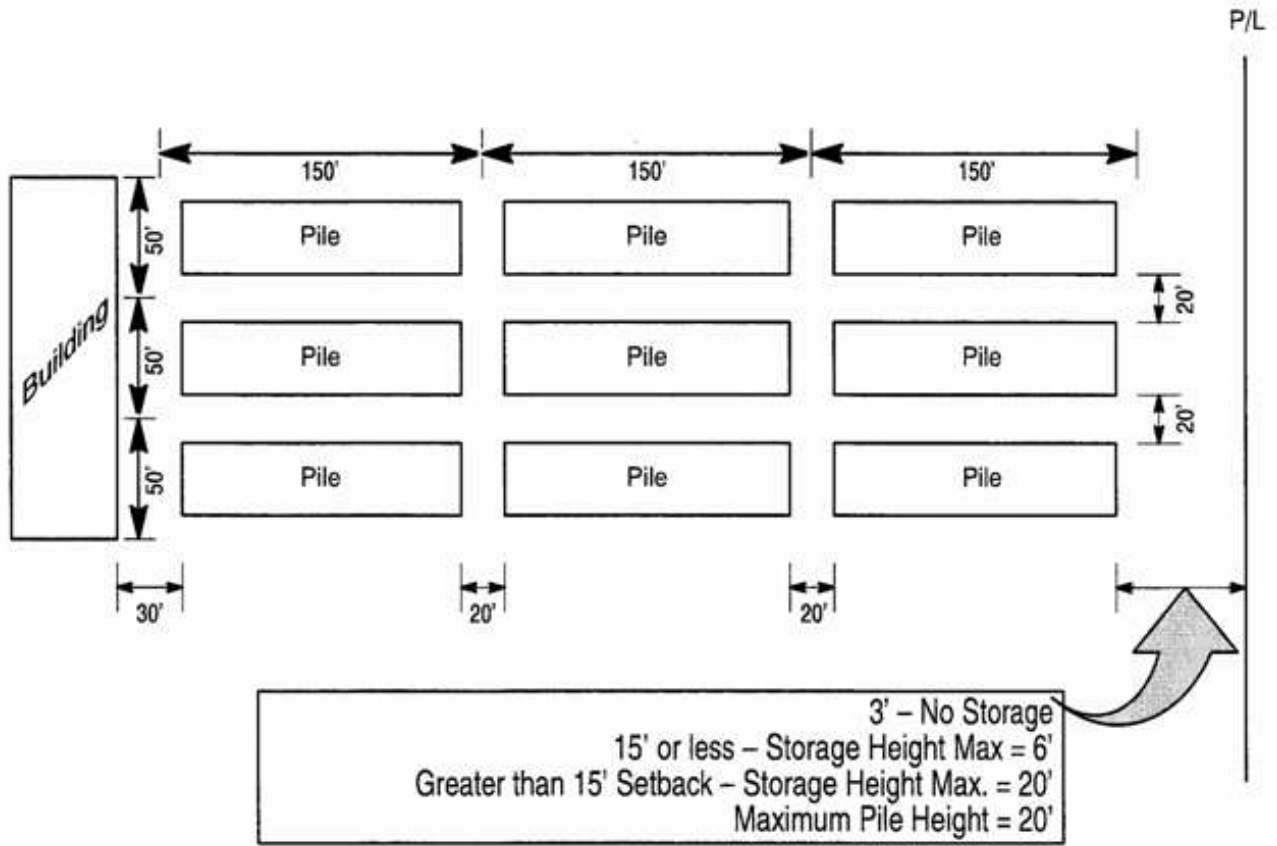 P/L
150'
150'
150'
Building
50'
Pile
Pile
Pile
20'
50'
Pile
Pile
Pile
20'
50'
Pile
Pile
Pile
30'
20'
20'
3' – No Storage
15' or less – Storage Height Max = 6'
Greater than 15' Setback – Storage Height Max. = 20'
Maximum Pile Height = 20'